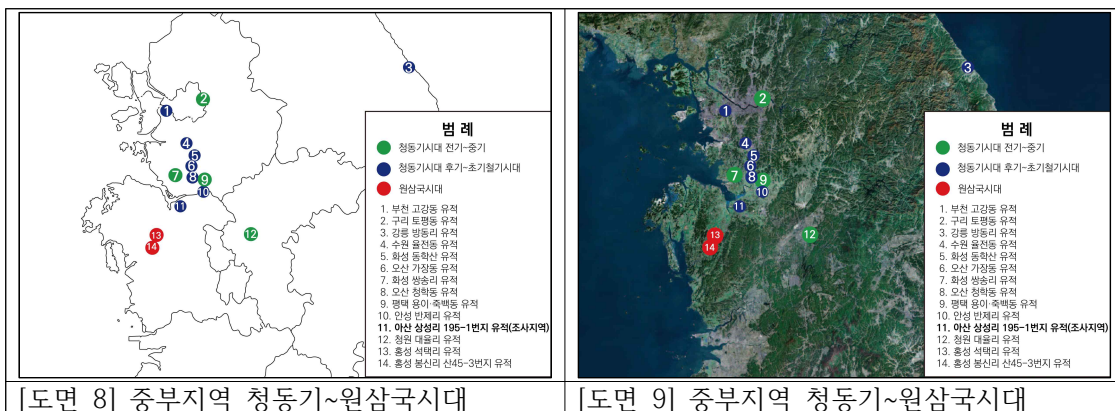 3
2
1
4
5
6
7
8
9
10
11
12
13
14
범 례
청동기시대 전기~중기
청동기시대 후기~초기철기시대
원삼국시대
1. 부천 고강동 유적
2. 구리 토평동 유적
3. 강릉 방동리 유적
4. 수원 율전동 유적
5. 화성 동학산 유적
6. 오산 가장동 유적
7. 화성 쌍송리 유적
8. 오산 청학동 유적
9. 평택 용이·죽백동 유적
10. 안성 반제리 유적
11. 아산 상성리 195-1번지 유적(조사지역)
12. 청원 대율리 유적
13. 홍성 석택리 유적
14. 홍성 봉신리 산45-3번지 유적
[도면 8] 중부지역 청동기~원삼국시대
3
2
1
4
5
6
7
8
9
10
11
12
13
14
범 례
청동기시대 전기~중기
청동기시대 후기~초기철기시대
원삼국시대
1. 부천 고강동 유적
2. 구리 토평동 유적
3. 강릉 방동리 유적
4. 수원 율전동 유적
5. 화성 동학산 유적
6. 오산 가장동 유적
7. 화성 쌍송리 유적
8. 오산 청학동 유적
9. 평택 용이·죽백동 유적
10. 안성 반제리 유적
11. 아산 상성리 195-1번지 유적(조사지역)
12. 청원 대율리 유적
13. 홍성 석택리 유적
14. 홍성 봉신리 산45-3번지 유적
[도면 9] 중부지역 청동기~원삼국시대